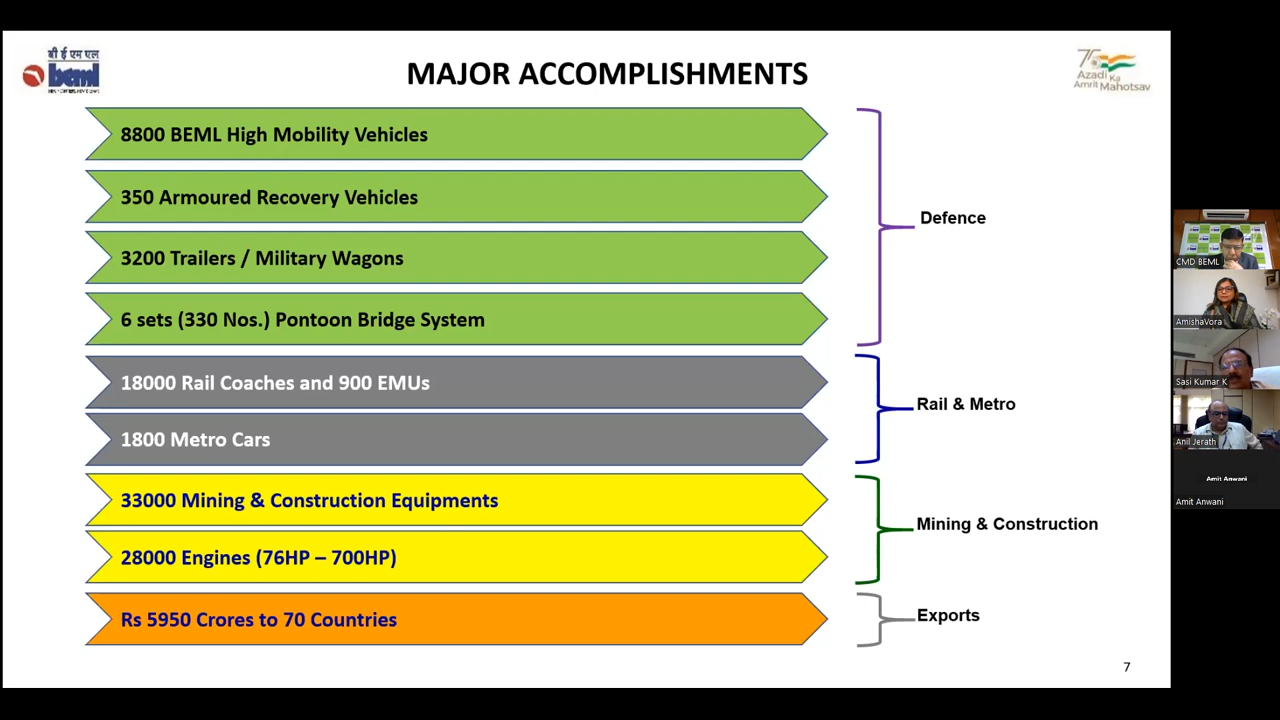 बी ई एम एल
beml
MAJOR ACCOMPLISHMENTS
75
Azadi Ka
Amrit Mahotsav
8800 BEML High Mobility Vehicles
350 Armoured Recovery Vehicles
3200 Trailers / Military Wagons
6 sets (330 Nos.) Pontoon Bridge System
Defence
18000 Rail Coaches and 900 EMUs
1800 Metro Cars
Rail & Metro
33000 Mining & Construction Equipments
28000 Engines (76HP – 700HP)
Mining & Construction
Rs 5950 Crores to 70 Countries
Exports
7
CMD BEML
AmishaVora
Sasi Kumar K
Anil Jerath
Amit Anwani
Amit Anwani